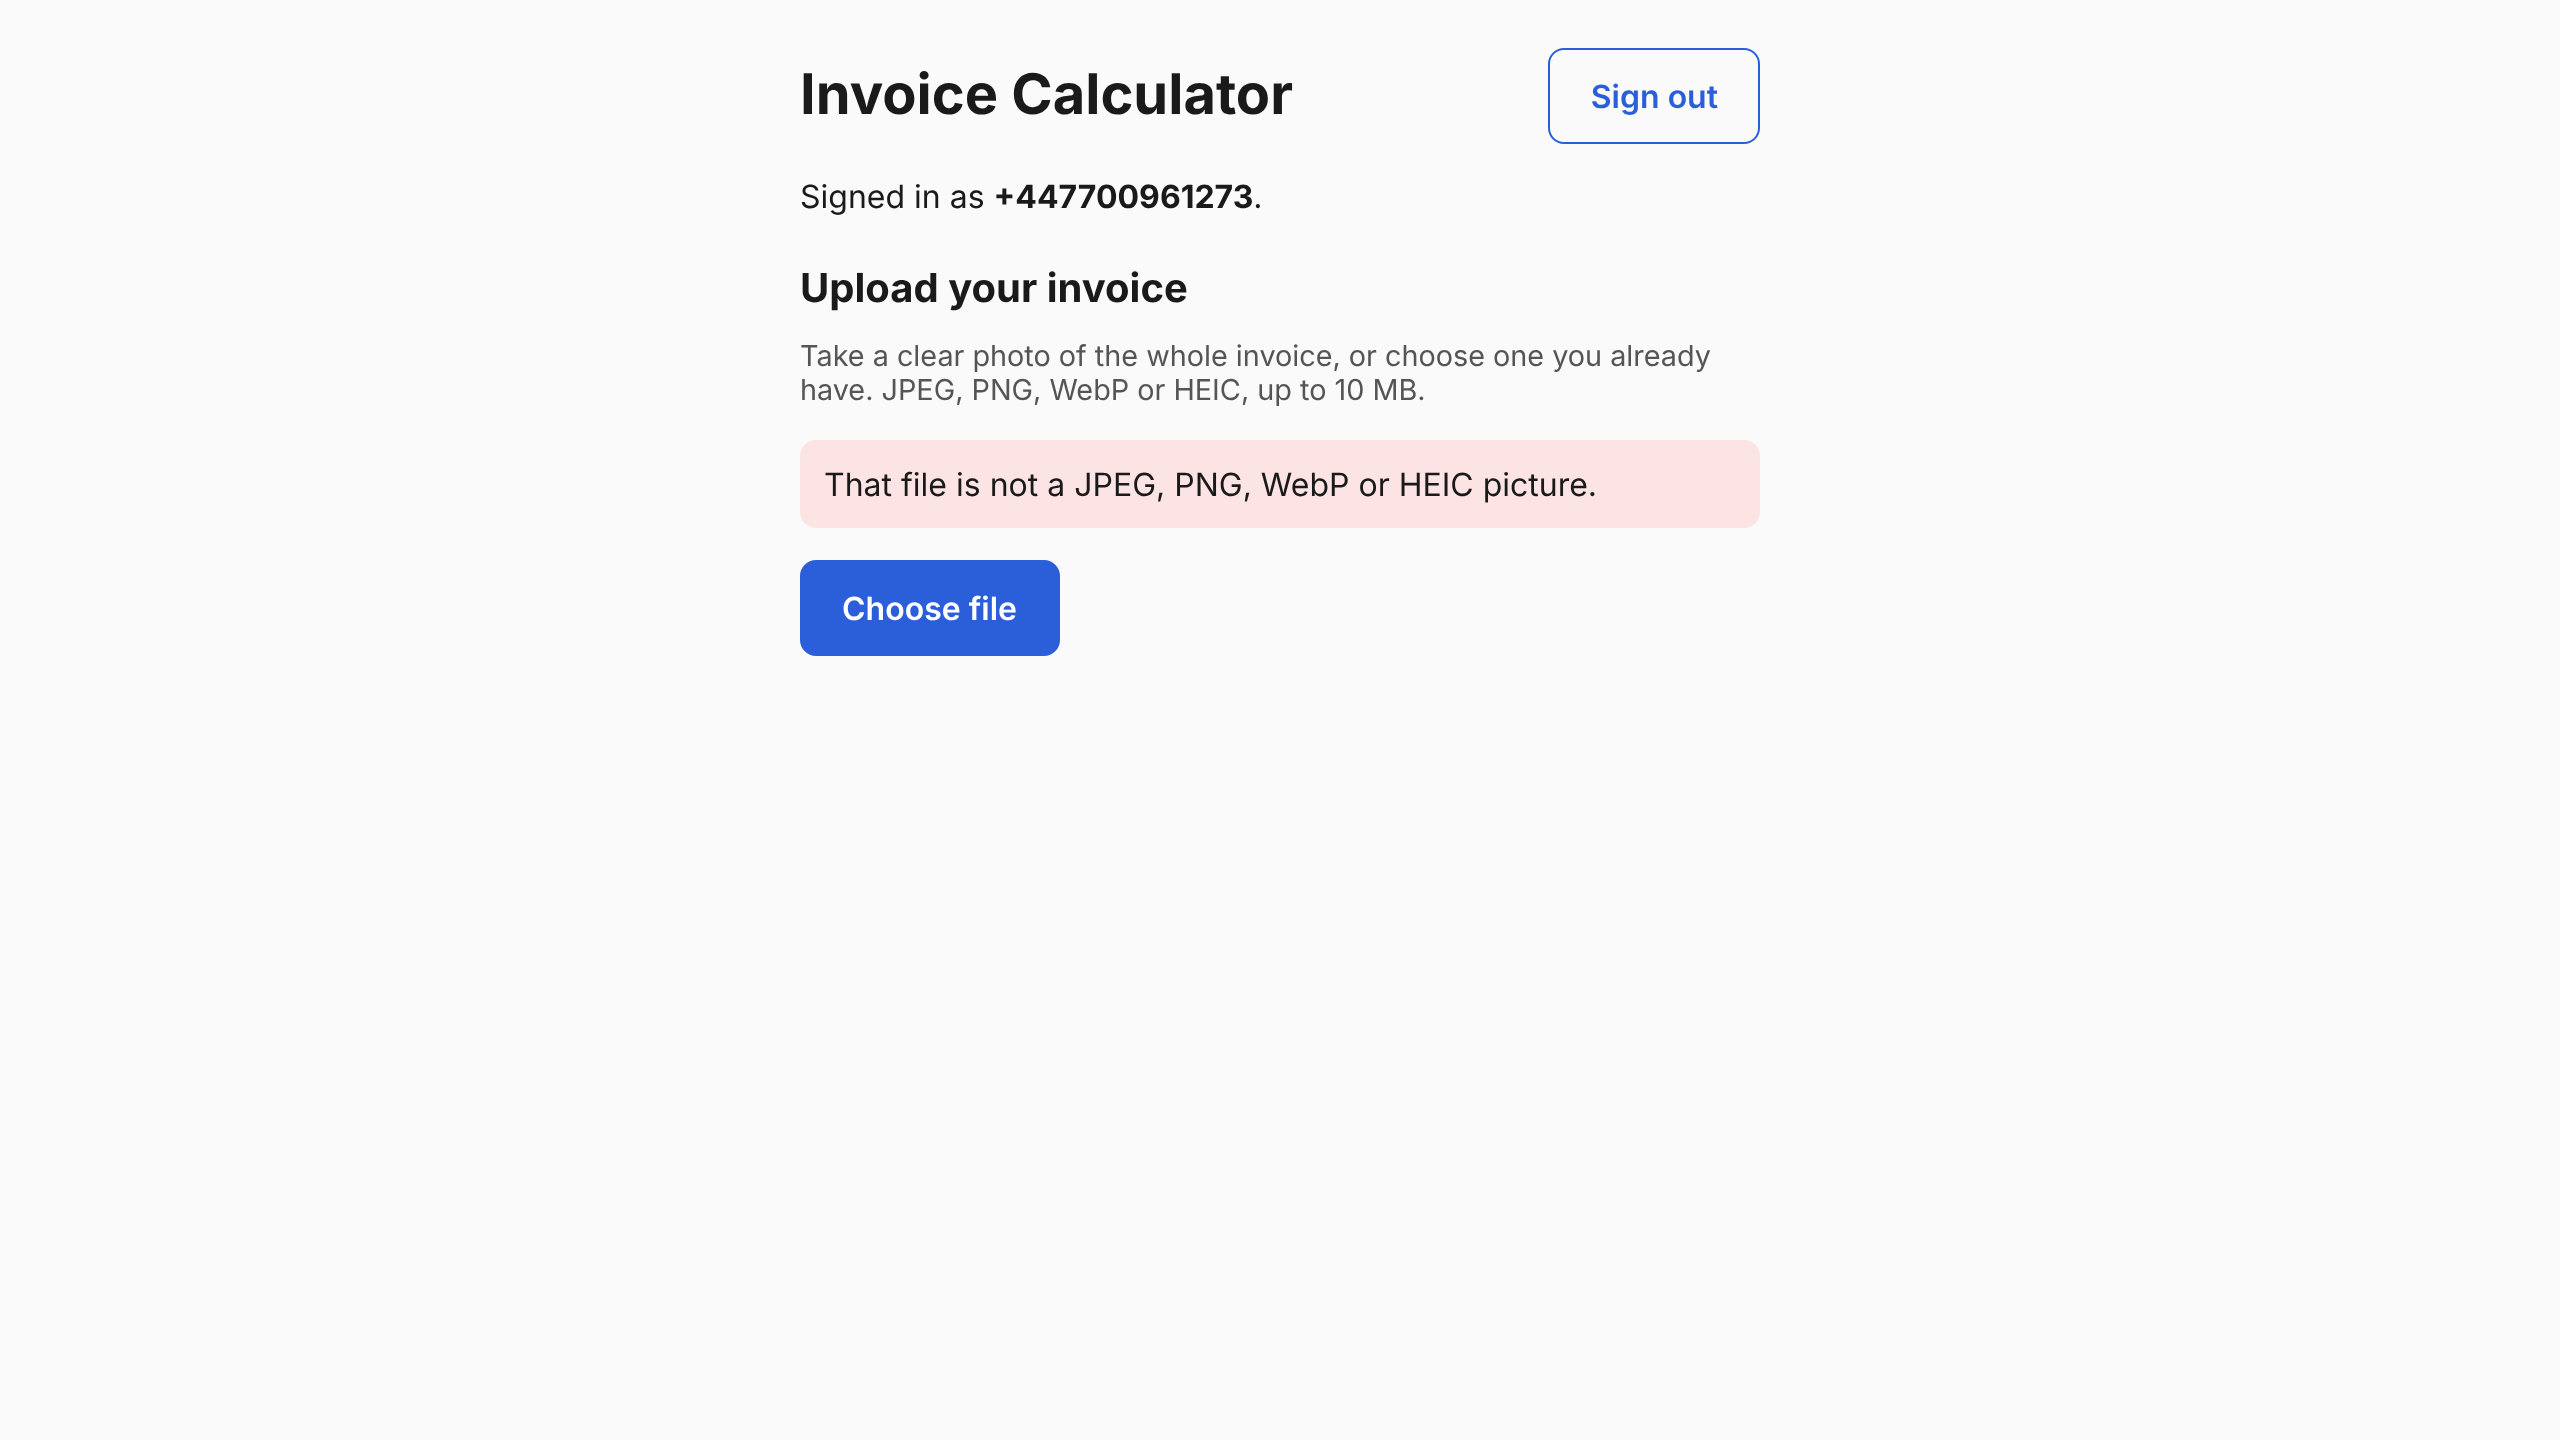 Invoice Calculator
Sign out
Signed in as +447700961273.
Upload your invoice
Take a clear photo of the whole invoice, or choose one you already
have. JPEG, PNG, WebP or HEIC, up to 10 MB.
That file is not a JPEG, PNG, WebP or HEIC picture.
Choose file